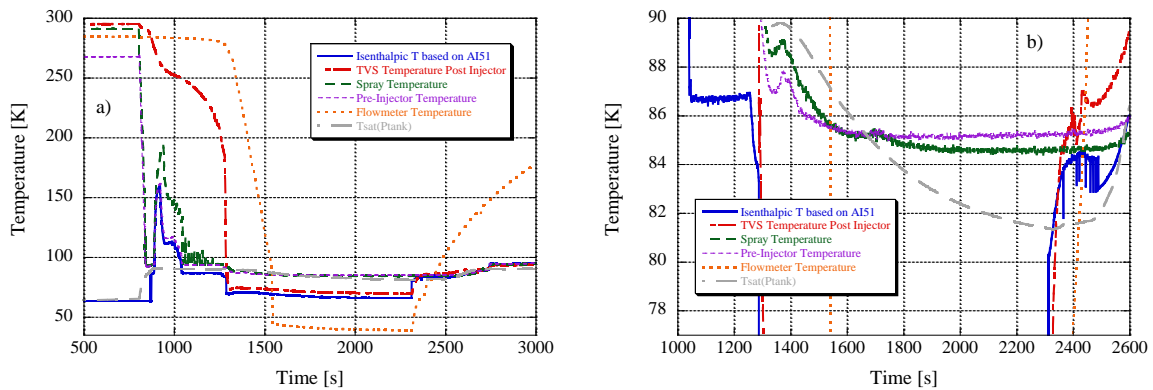 300
250
200
150
100
50
Temperature [K]
a)
Isenthalpic T based on AI51
TVS Temperature Post Injector
Spray Temperature
Pre-Injector Temperature
Flowmeter Temperature
Tsat(Ptank)
500 1000 1500 2000 2500 3000
Time [s]
90
88
86
84
82
80
78
Temperature [K]
b)
Isenthalpic T based on AI51
TVS Temperature Post Injector
Spray Temperature
Pre-Injector Temperature
Flowmeter Temperature
Tsat(Ptank)
1000 1200 1400 1600 1800 2000 2200 2400 2600
Time [s]